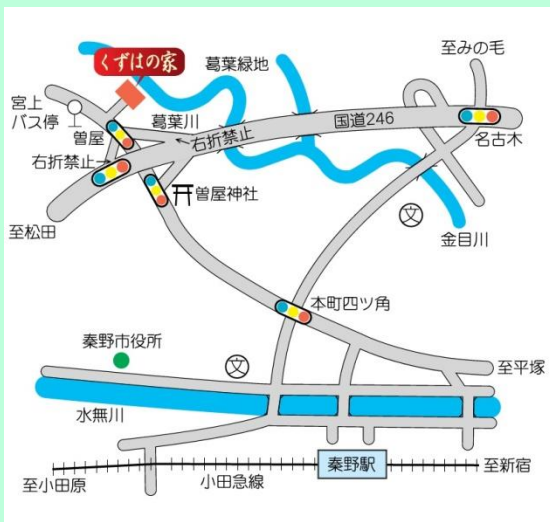 くずはの家
葛葉緑地
至みの毛
宮上
バス停
曽屋
葛葉川
右折禁止
国道246
名古木
右折禁止
曽屋神社
文
至松田
金目川
本町四ツ角
秦野市役所
文
至平塚
水無川
秦野駅
至新宿
至小田原
小田急線